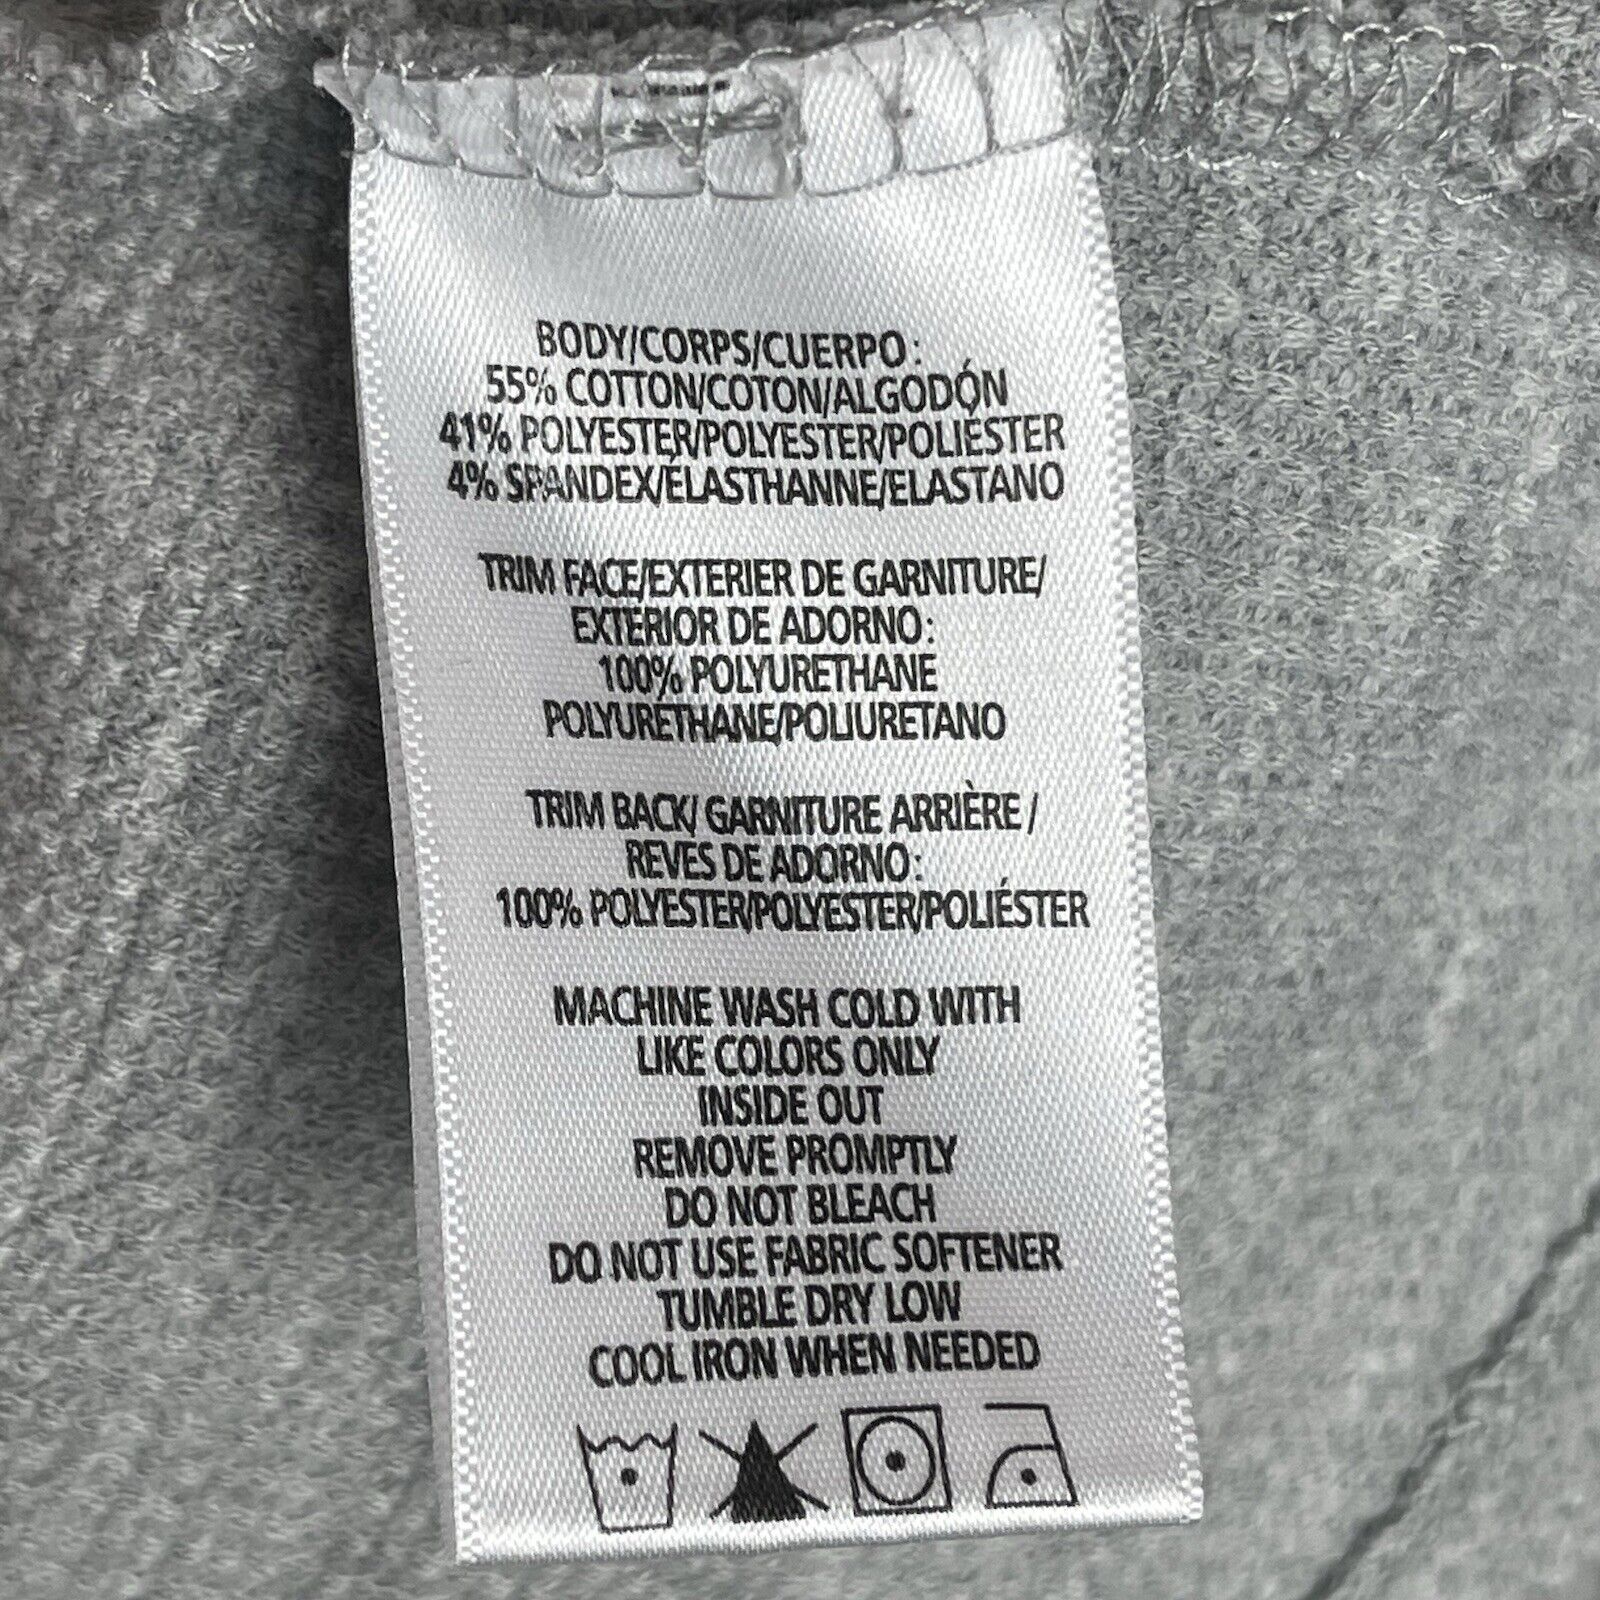 BODY/CORPS/CUERPO:
55% COTTON/COTON/ALGODÓN
41% POLYESTER/POLYESTER/POLIÉSTER
4% SPANDEX/ÉLASTHANNE/ELASTANO
TRIM FACE/EXTERIER DE GARNITURE/
EXTERIOR DE ADORNO:
100% POLYURETHANE
POLYURETHANE/POLIURETANO
TRIM BACK/ GARNITURE ARRIÈRE /
REVES DE ADORNO:
100% POLYESTER/POLYESTER/POLIÉSTER
MACHINE WASH COLD WITH
LIKE COLORS ONLY
INSIDE OUT
REMOVE PROMPTLY
DO NOT BLEACH
DO NOT USE FABRIC SOFTENER
TUMBLE DRY LOW
COOL IRON WHEN NEEDED